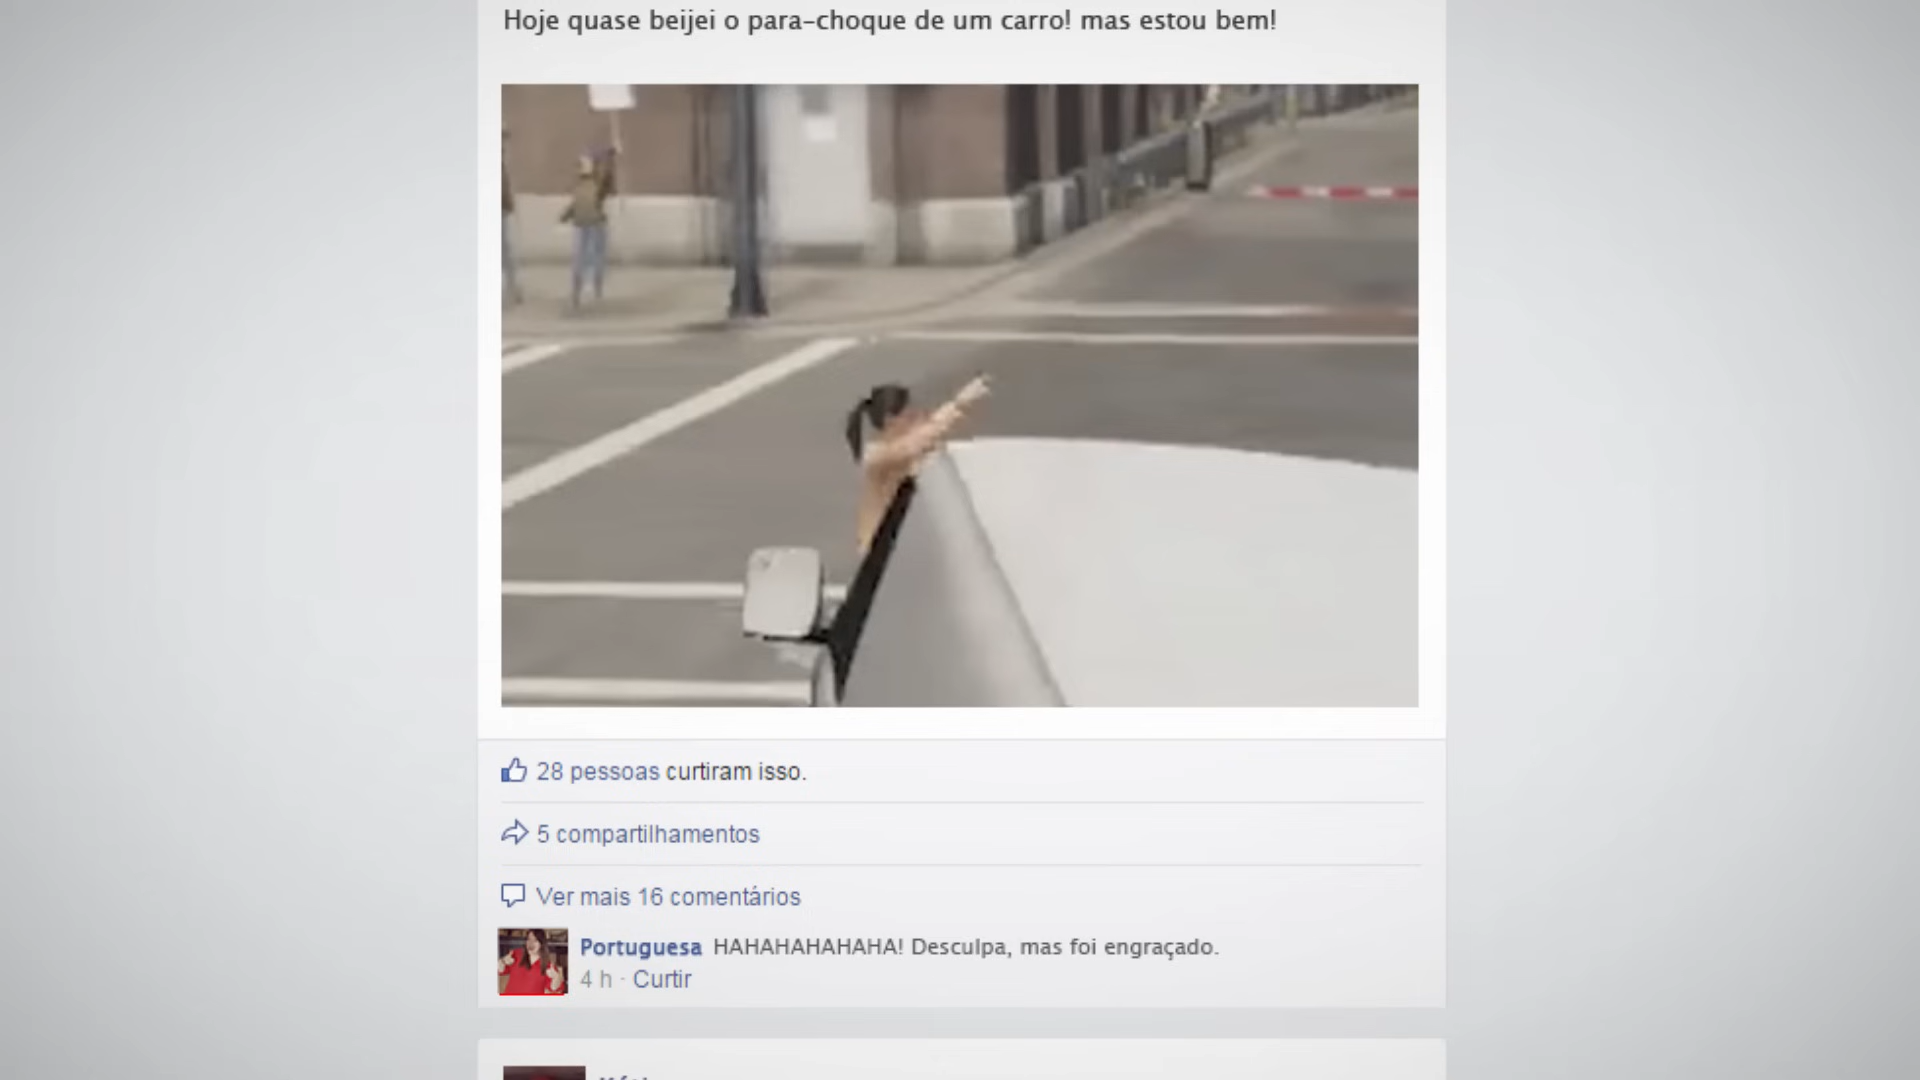 Hoje quase beijei o para-choque de um carro! mas estou bem!
28 pessoas curtiram isso.
5 compartilhamentos
Ver mais 16 comentários
Portuguesa HAHAHAHAHAHA! Desculpa, mas foi engraçado.
4 h · Curtir